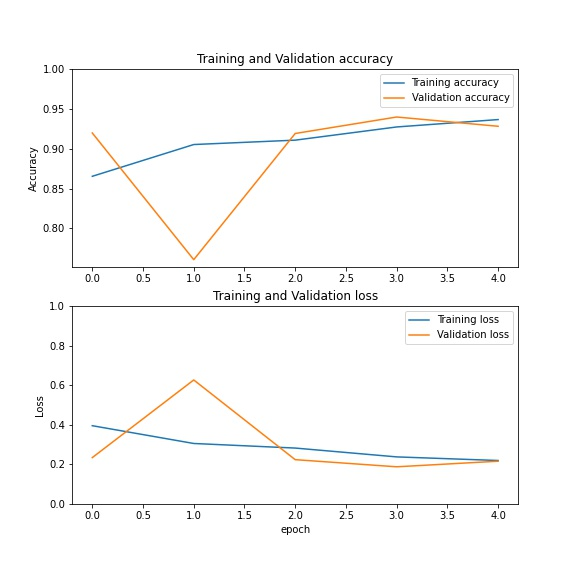 Training and Validation accuracy
1.00
0.95
0.90
0.85
0.80
Accuracy
Training accuracy
Validation accuracy
0.0 0.5 1.0 1.5 2.0 2.5 3.0 3.5 4.0
Training and Validation loss
1.0
0.8
0.6
0.4
0.2
0.0
Loss
Training loss
Validation loss
0.0 0.5 1.0 1.5 2.0 2.5 3.0 3.5 4.0
epoch